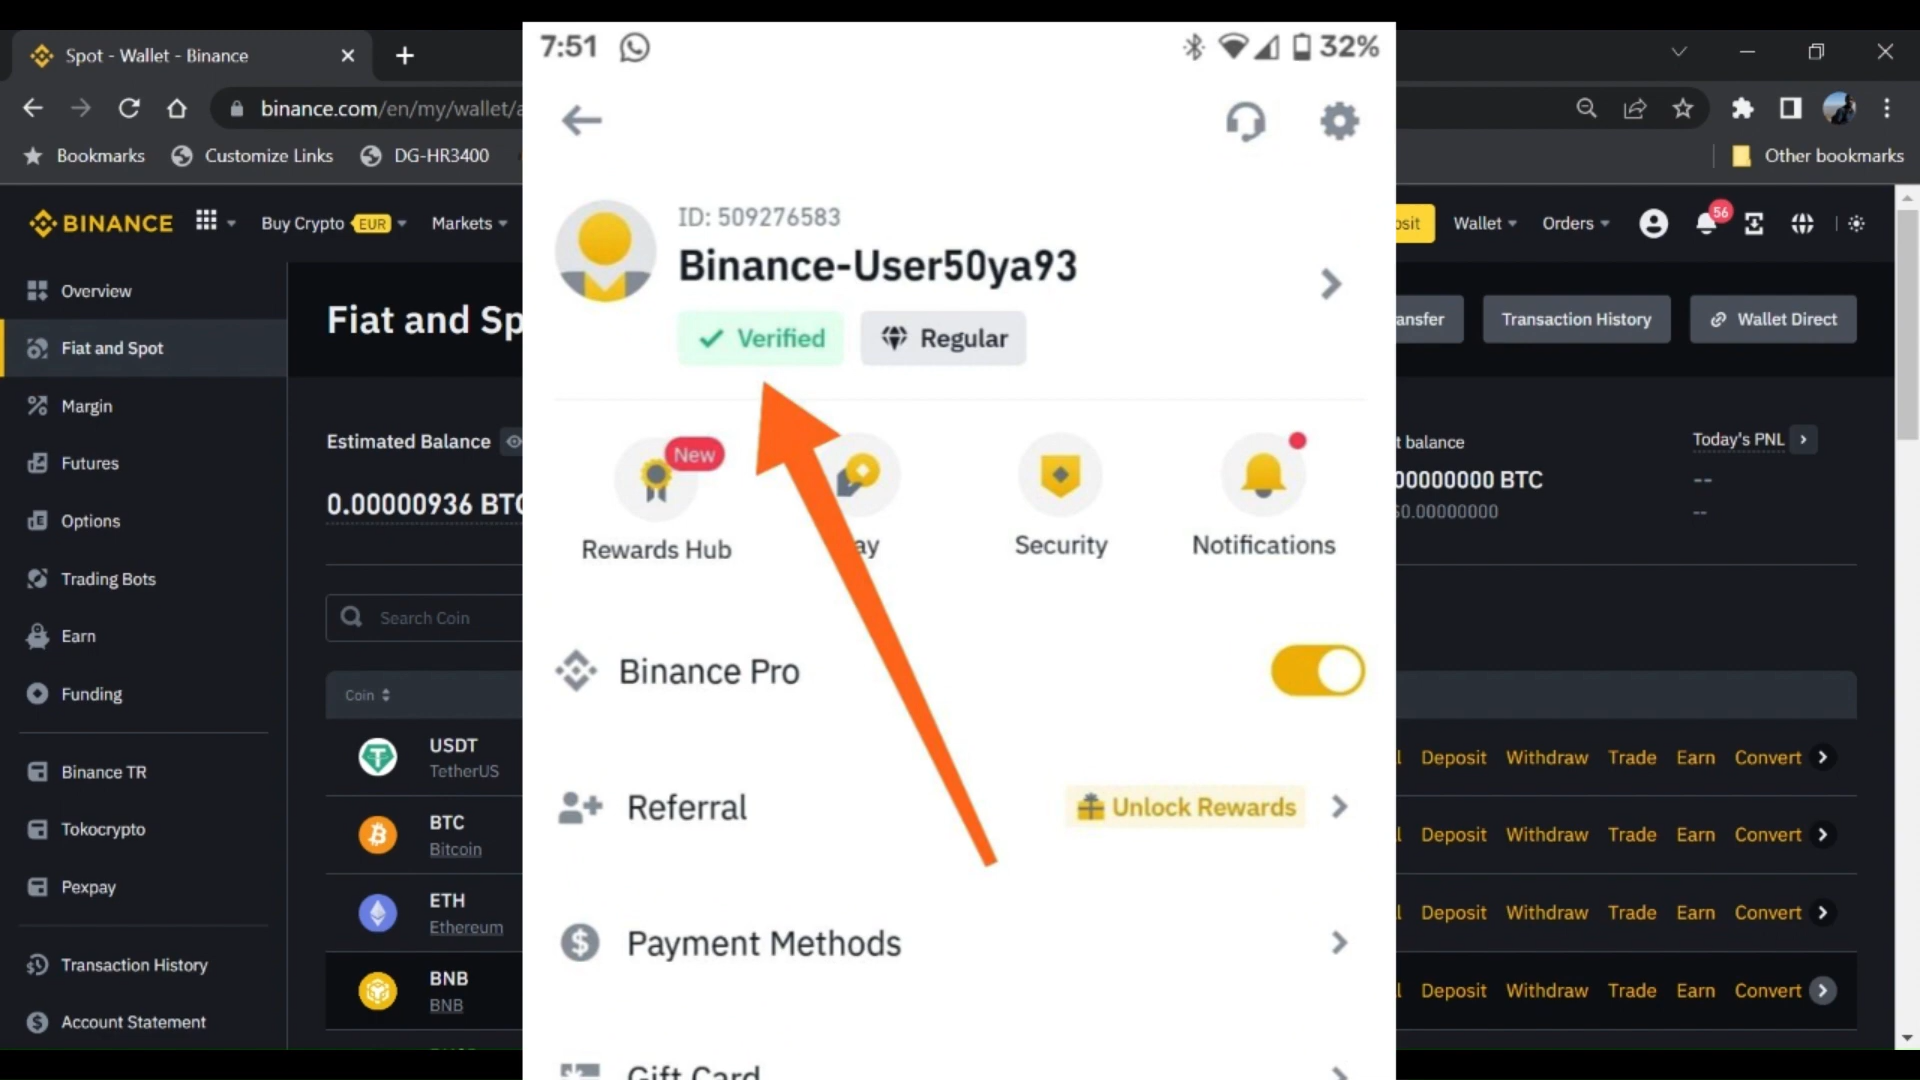 Spot - Wallet - Binance
binance.com/en/my/wallet/
Bookmarks
Customize Links
DG-HR3400
Other bookmarks
BINANCE
Buy Crypto
EUR
Markets
Wallet
Orders
56
Overview
Fiat and Spot
Margin
Futures
Options
Trading Bots
Earn
Funding
Binance TR
Tokocrypto
Pexpay
Transaction History
Account Statement
Fiat and Sp
Transaction History
Wallet Direct
Estimated Balance
0.00000936 BTC
balance
00000000 BTC
0.00000000
Today's PNL
--
--
Search Coin
Coin
USDT
TetherUS
Deposit Withdraw Trade Earn Convert
BTC
Bitcoin
Deposit Withdraw Trade Earn Convert
ETH
Ethereum
Deposit Withdraw Trade Earn Convert
BNB
BNB
Deposit Withdraw Trade Earn Convert
7:51
32%
ID: 509276583
Binance-User50ya93
Verified
Regular
New
Rewards Hub
ay
Security
Notifications
Binance Pro
Referral
Unlock Rewards
Payment Methods
Gift Card